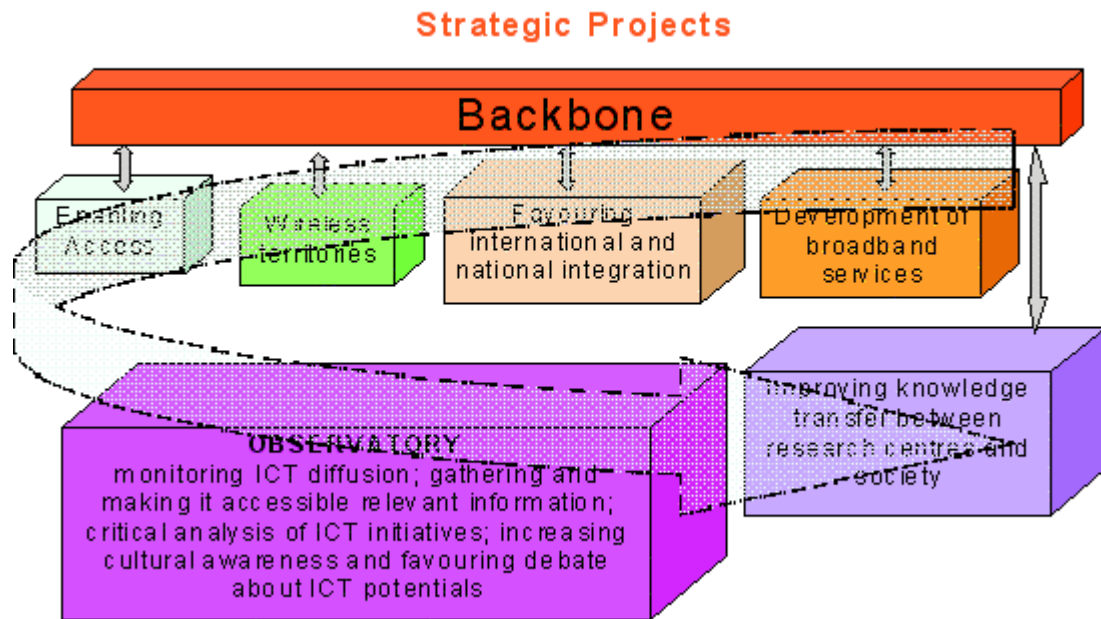 Strategic Projects
Backbone
Enabling
Access
Wireless
territories
Favouring
international and
national integration
Development of
broadband
services
Improving knowledge
transfer between
research centres and
society
OBSERVATORY
monitoring ICT diffusion; gathering and
making it accessible relevant information;
critical analysis of ICT initiatives; increasing
cultural awareness and favouring debate
about ICT potentials